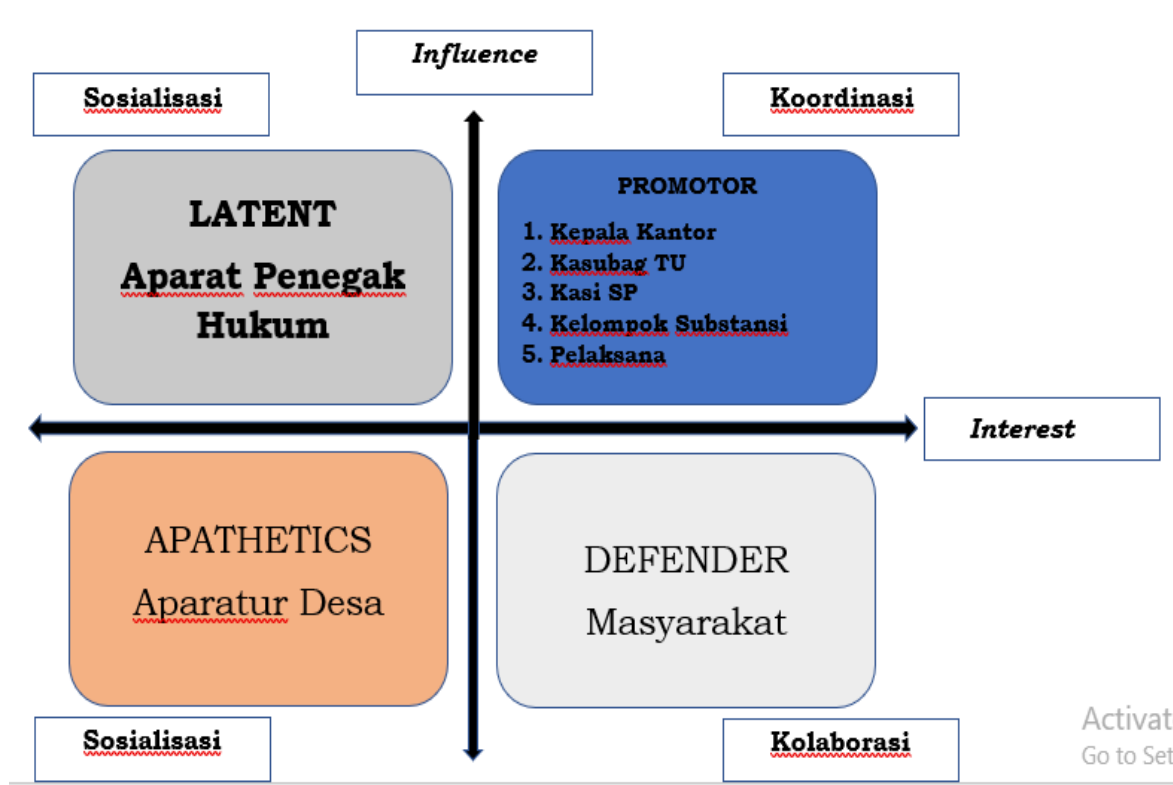 Influence
Sosialisasi
Koordinasi
LATENT
Aparat Penegak
Hukum
PROMOTOR
1. Kepala Kantor
2. Kasubag TU
3. Kasi SP
4. Kelompok Substansi
5. Pelaksana
Interest
APATHETICS
Aparatur Desa
DEFENDER
Masyarakat
Sosialisasi
Kolaborasi
Activat
Go to Set